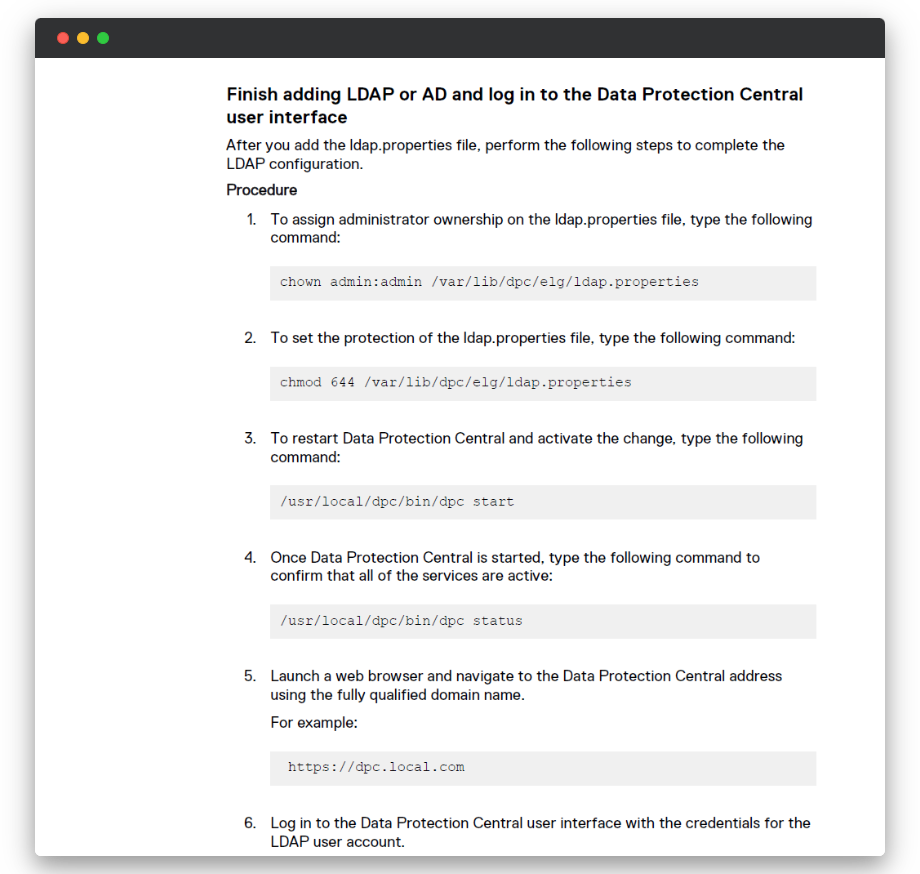 Finish adding LDAP or AD and log in to the Data Protection Central
user interface
After you add the ldap.properties file, perform the following steps to complete the
LDAP configuration.
Procedure
1. To assign administrator ownership on the ldap.properties file, type the following
command:
chown admin:admin /var/lib/dpc/elg/ldap.properties
2. To set the protection of the ldap.properties file, type the following command:
chmod 644 /var/lib/dpc/elg/ldap.properties
3. To restart Data Protection Central and activate the change, type the following
command:
/usr/local/dpc/bin/dpc start
4. Once Data Protection Central is started, type the following command to
confirm that all of the services are active:
/usr/local/dpc/bin/dpc status
5. Launch a web browser and navigate to the Data Protection Central address
using the fully qualified domain name.
For example:
https://dpc.local.com
6. Log in to the Data Protection Central user interface with the credentials for the
LDAP user account.